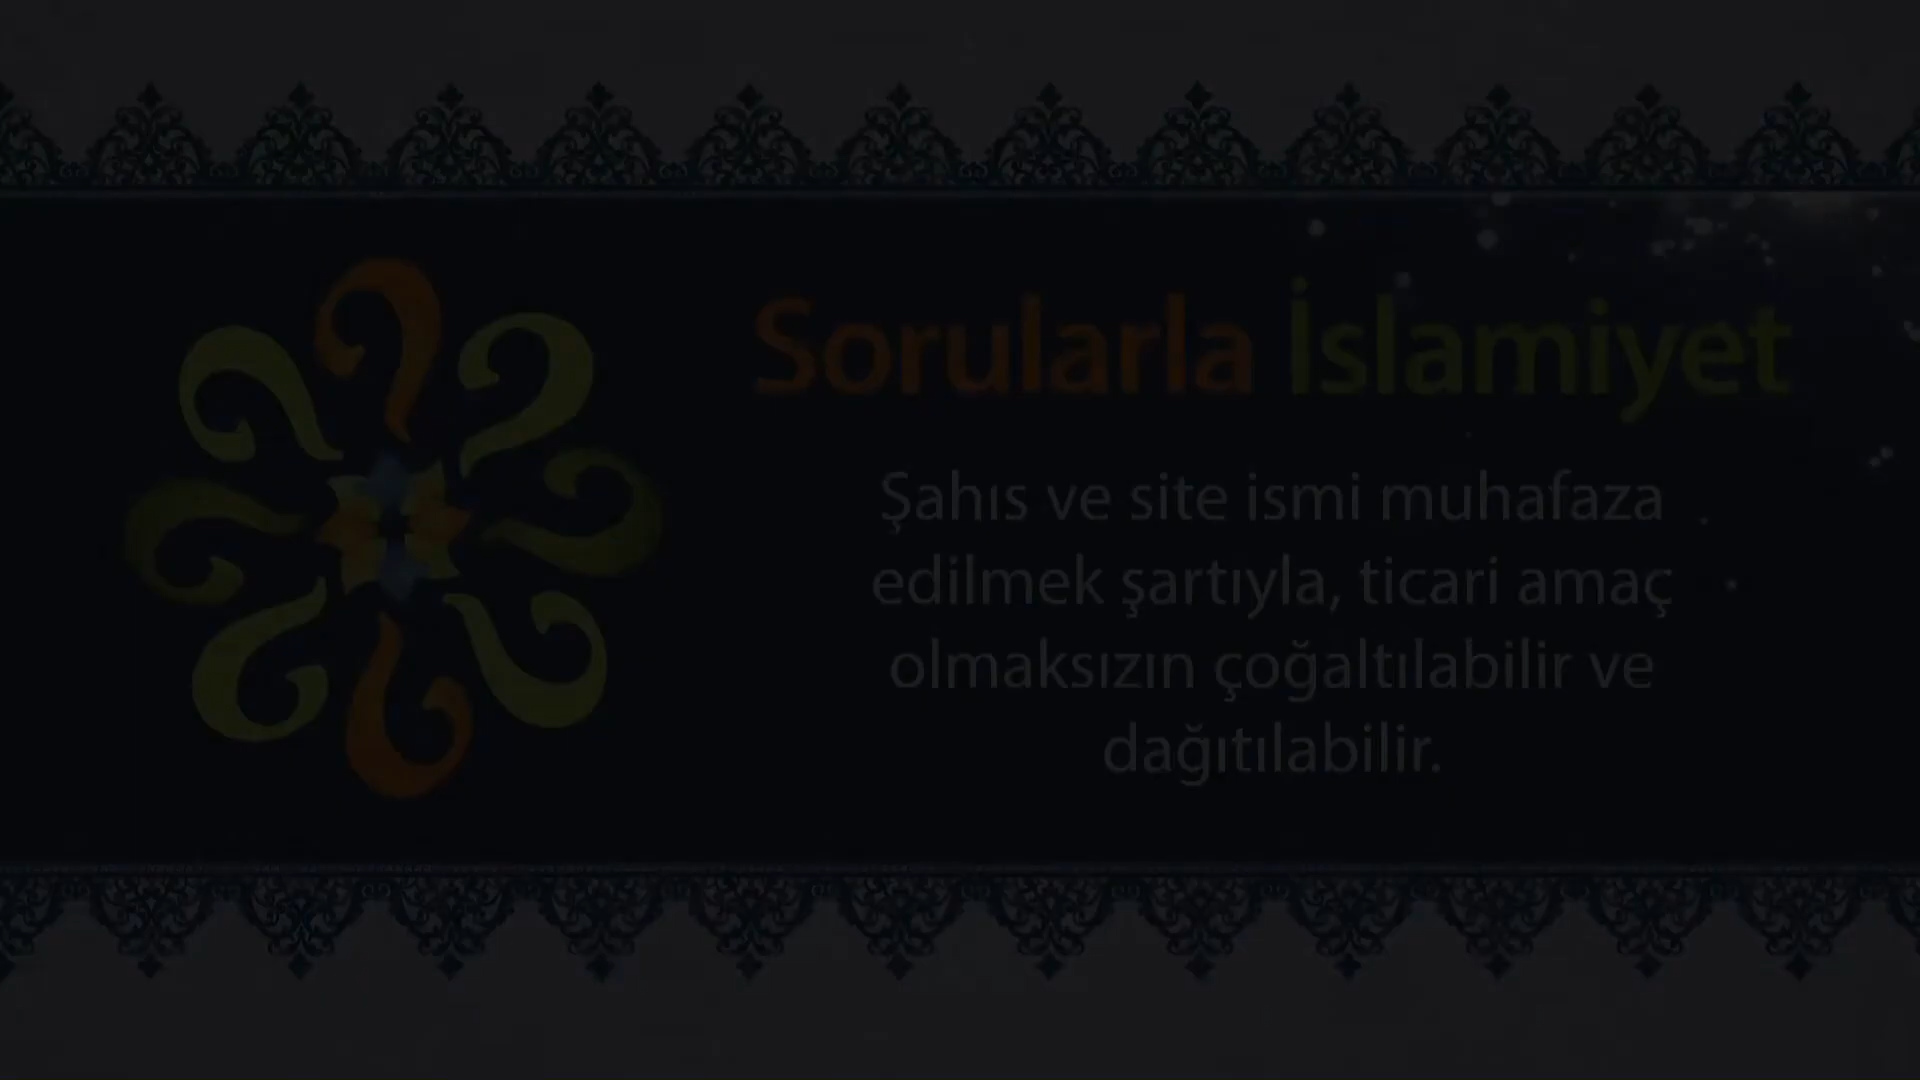 Sorularla İslamiyet
Şahıs ve site ismi muhafaza
edilmek şartıyla, ticari amaç
olmaksızın çoğaltılabilir ve
dağıtılabilir.